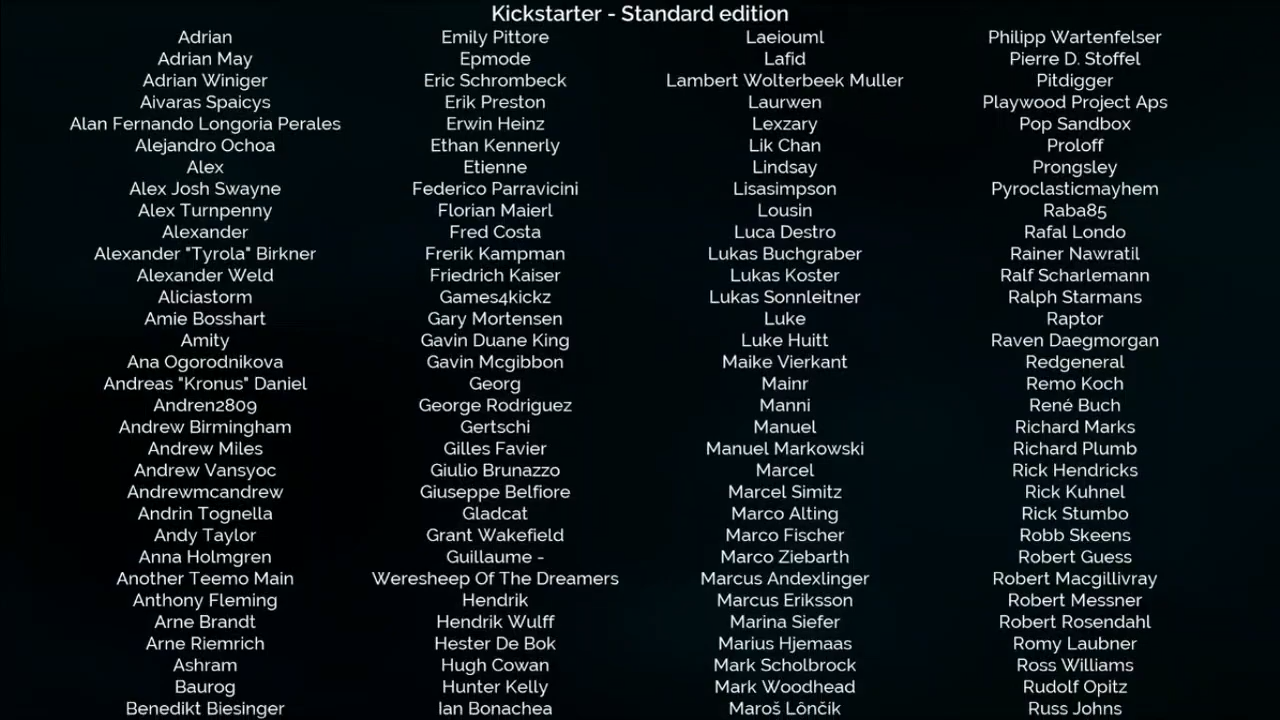 Kickstarter - Standard edition
Adrian
Adrian May
Adrian Winiger
Aivaras Spaicys
Alan Fernando Longoria Perales
Alejandro Ochoa
Alex
Alex Josh Swayne
Alex Turnpenny
Alexander
Alexander "Tyrola" Birkner
Alexander Weld
Aliciastorm
Amie Bosshart
Amity
Ana Ogorodnikova
Andreas "Kronus" Daniel
Andren2809
Andrew Birmingham
Andrew Miles
Andrew Vansyoc
Andrewmcandrew
Andrin Tognella
Andy Taylor
Anna Holmgren
Another Teemo Main
Anthony Fleming
Arne Brandt
Arne Riemrich
Ashram
Baurog
Benedikt Biesinger
Emily Pittore
Epmode
Eric Schrombeck
Erik Preston
Erwin Heinz
Ethan Kennerly
Etienne
Federico Parravicini
Florian Maierl
Fred Costa
Frerik Kampman
Friedrich Kaiser
Games4kickz
Gary Mortensen
Gavin Duane King
Gavin Mcgibbon
Georg
George Rodriguez
Gertschi
Gilles Favier
Giulio Brunazzo
Giuseppe Belfiore
Gladcat
Grant Wakefield
Guillaume -
Weresheep Of The Dreamers
Hendrik
Hendrik Wulff
Hester De Bok
Hugh Cowan
Hunter Kelly
Ian Bonachea
Laeiouml
Lafid
Lambert Wolterbeek Muller
Laurwen
Lexzary
Lik Chan
Lindsay
Lisasimpson
Lousin
Luca Destro
Lukas Buchgraber
Lukas Koster
Lukas Sonnleitner
Luke
Luke Huitt
Maike Vierkant
Mainr
Manni
Manuel
Manuel Markowski
Marcel
Marcel Simitz
Marco Alting
Marco Fischer
Marco Ziebarth
Marcus Andexlinger
Marcus Eriksson
Marina Siefer
Marius Hjemaas
Mark Scholbrock
Mark Woodhead
Maroš Lônčík
Philipp Wartenfelser
Pierre D. Stoffel
Pitdigger
Playwood Project Aps
Pop Sandbox
Proloff
Prongsley
Pyroclasticmayhem
Raba85
Rafal Londo
Rainer Nawratil
Ralf Scharlemann
Ralph Starmans
Raptor
Raven Daegmorgan
Redgeneral
Remo Koch
René Buch
Richard Marks
Richard Plumb
Rick Hendricks
Rick Kuhnel
Rick Stumbo
Robb Skeens
Robert Guess
Robert Macgillivray
Robert Messner
Robert Rosendahl
Romy Laubner
Ross Williams
Rudolf Opitz
Russ Johns